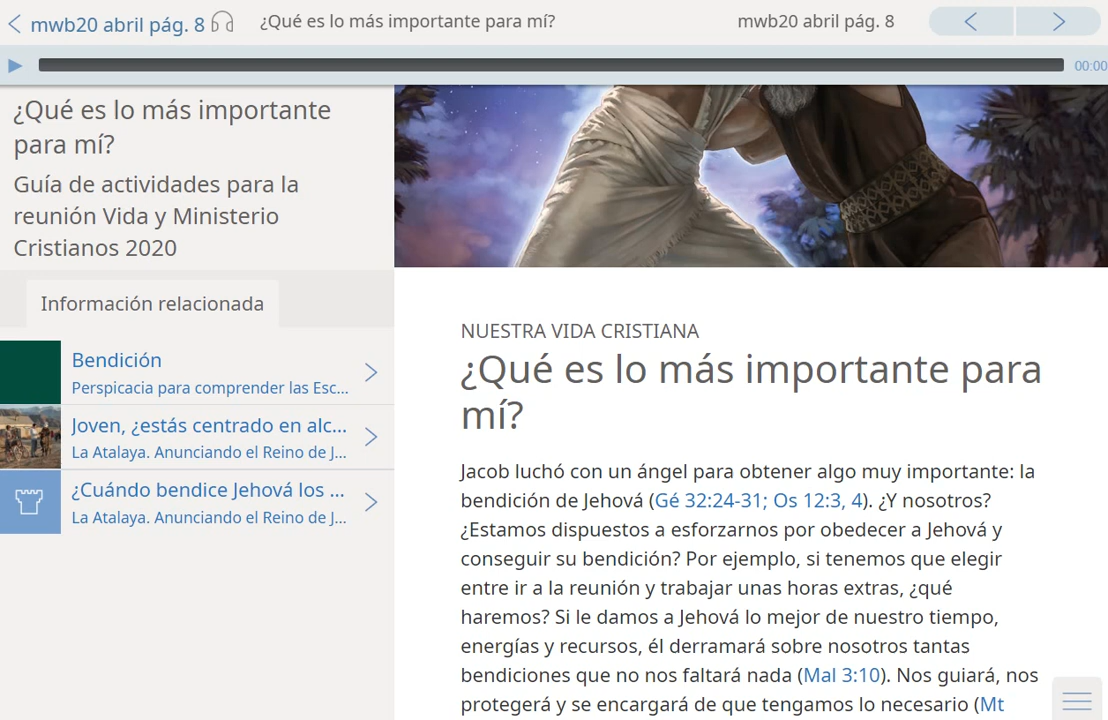 mwb20 abril pág. 8
¿Qué es lo más importante para mí?
mwb20 abril pág. 8
00:00
¿Qué es lo más importante
para mí?
Guía de actividades para la
reunión Vida y Ministerio
Cristianos 2020
Información relacionada
Bendición
Perspicacia para comprender las Esc...
Joven, ¿estás centrado en alc...
La Atalaya. Anunciando el Reino de J...
¿Cuándo bendice Jehová los ...
La Atalaya. Anunciando el Reino de J...
NUESTRA VIDA CRISTIANA
¿Qué es lo más importante para
mí?
Jacob luchó con un ángel para obtener algo muy importante: la
bendición de Jehová (Gé 32:24-31; Os 12:3, 4). ¿Y nosotros?
¿Estamos dispuestos a esforzarnos por obedecer a Jehová y
conseguir su bendición? Por ejemplo, si tenemos que elegir
entre ir a la reunión y trabajar unas horas extras, ¿qué
haremos? Si le damos a Jehová lo mejor de nuestro tiempo,
energías y recursos, él derramará sobre nosotros tantas
bendiciones que no nos faltará nada (Mal 3:10). Nos guiará, nos
protegerá y se encargará de que tengamos lo necesario (Mt